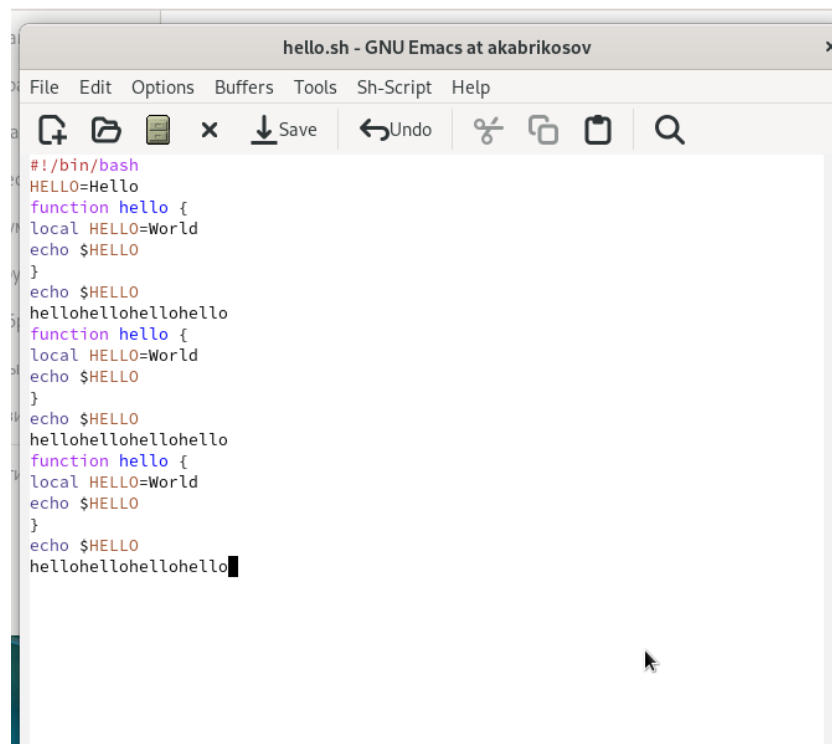 hello.sh - GNU Emacs at akabrikosov
File Edit Options Buffers Tools Sh-Script Help
Save Undo
#!/bin/bash
HELLO=Hello
function hello {
local HELLO=World
echo $HELLO
}
echo $HELLO
hellohellohellohello
function hello {
local HELLO=World
echo $HELLO
}
echo $HELLO
hellohellohellohello
function hello {
local HELLO=World
echo $HELLO
}
echo $HELLO
hellohellohellohello